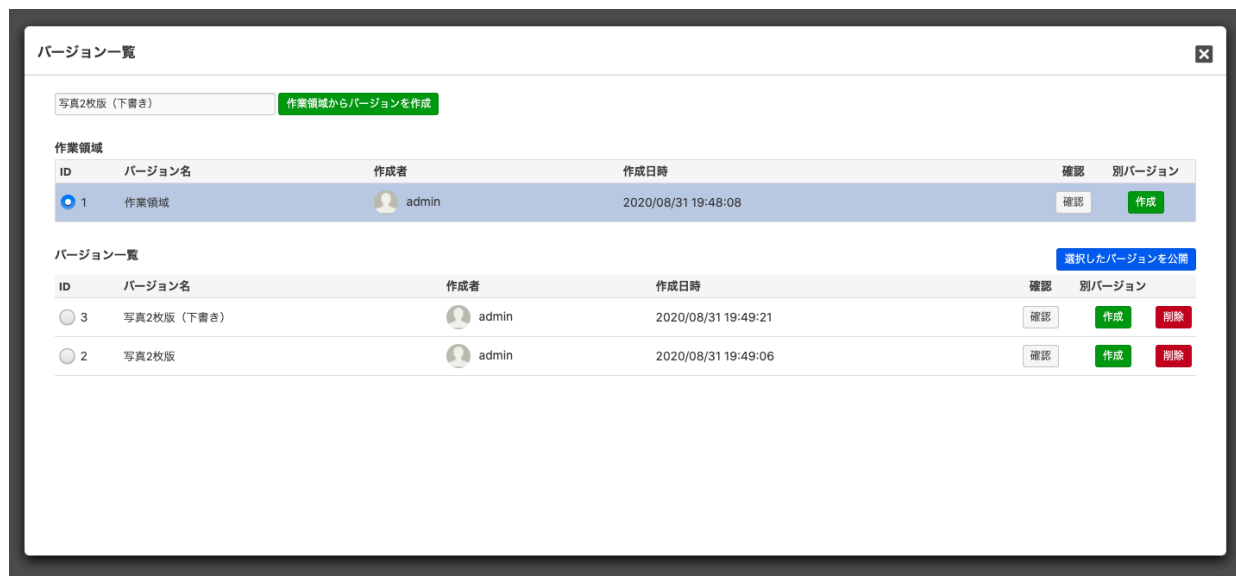 バージョン一覧
写真2枚版（下書き） 作業領域からバージョンを作成
作業領域
ID バージョン名 作成者 作成日時 確認 別バージョン
1 作業領域 admin 2020/08/31 19:48:08 確認 作成
バージョン一覧 選択したバージョンを公開
ID バージョン名 作成者 作成日時 確認 別バージョン
3 写真2枚版（下書き） admin 2020/08/31 19:49:21 確認 作成 削除
2 写真2枚版 admin 2020/08/31 19:49:06 確認 作成 削除